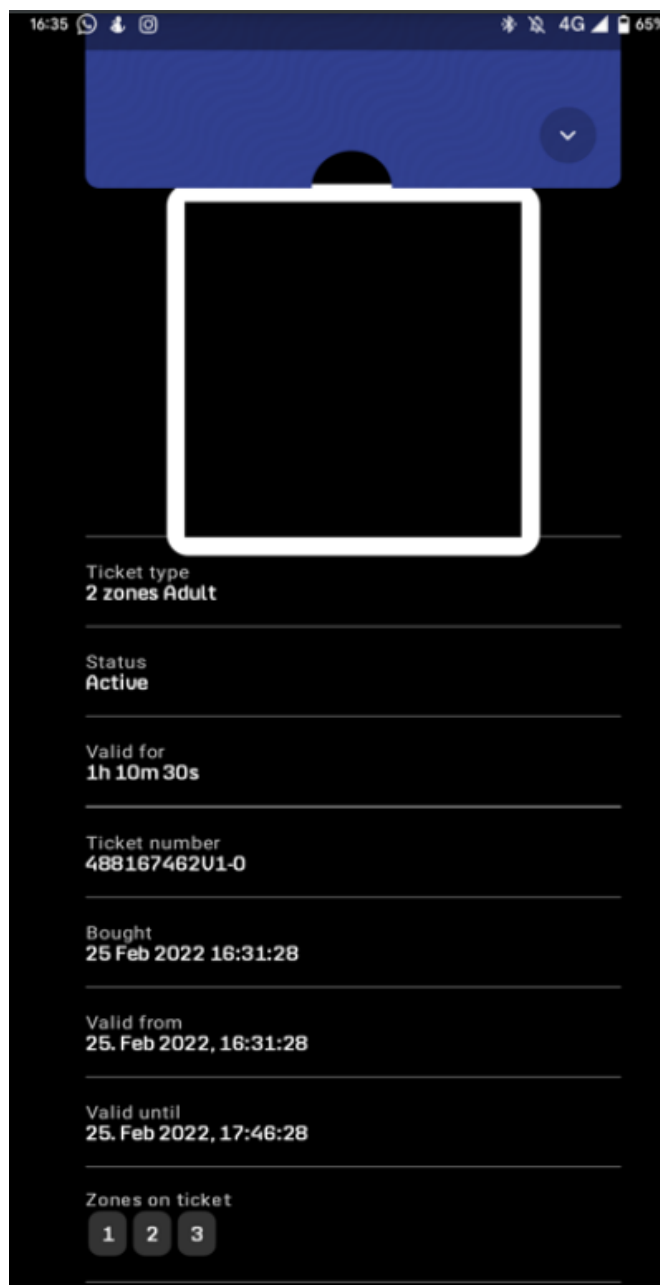 16:35 4G 65%
Ticket type
2 zones Adult
Status
Active
Valid for
1h 10m 30s
Ticket number
488167462V1-0
Bought
25 Feb 2022 16:31:28
Valid from
25. Feb 2022, 16:31:28
Valid until
25. Feb 2022, 17:46:28
Zones on ticket
1 2 3